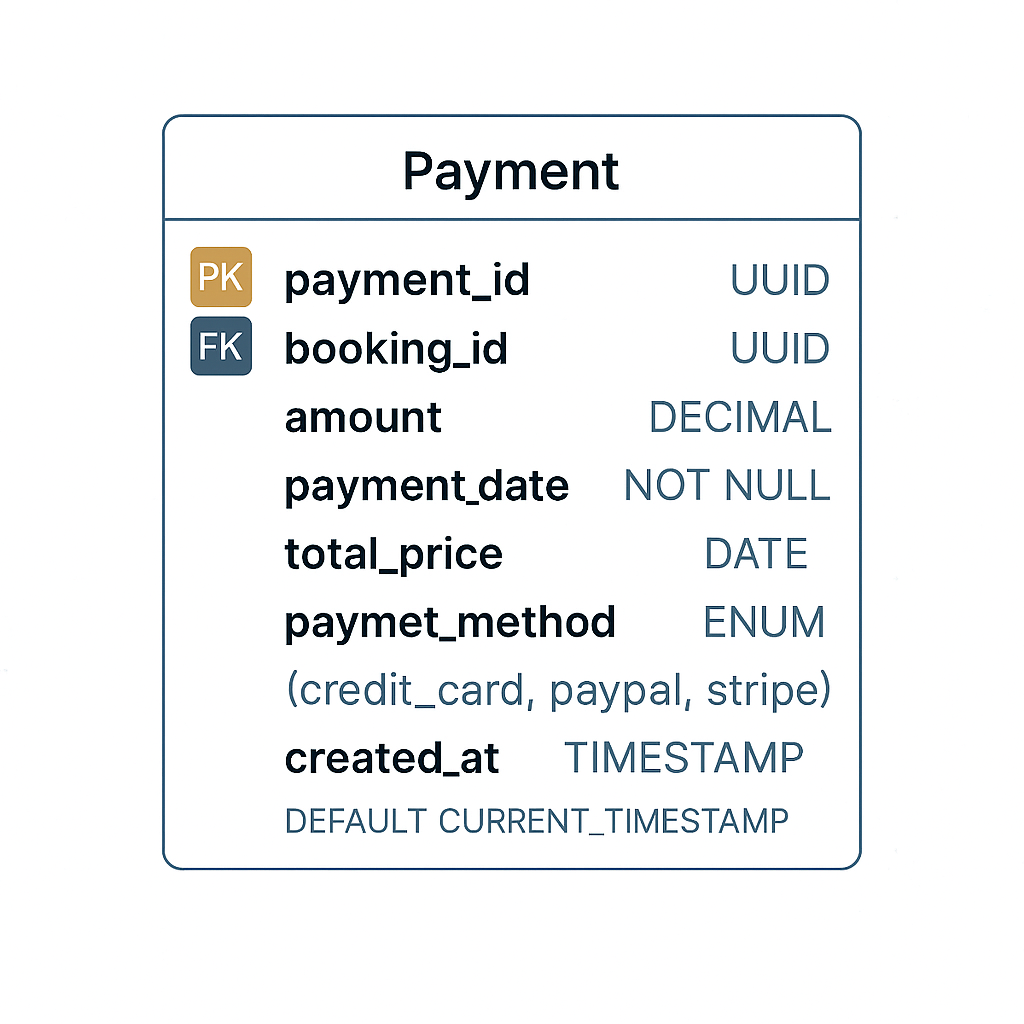 Payment
PK payment_id UUID
FK booking_id UUID
amount DECIMAL
payment_date NOT NULL
total_price DATE
paymet_method ENUM
(credit_card, paypal, stripe)
created_at TIMESTAMP
DEFAULT CURRENT_TIMESTAMP